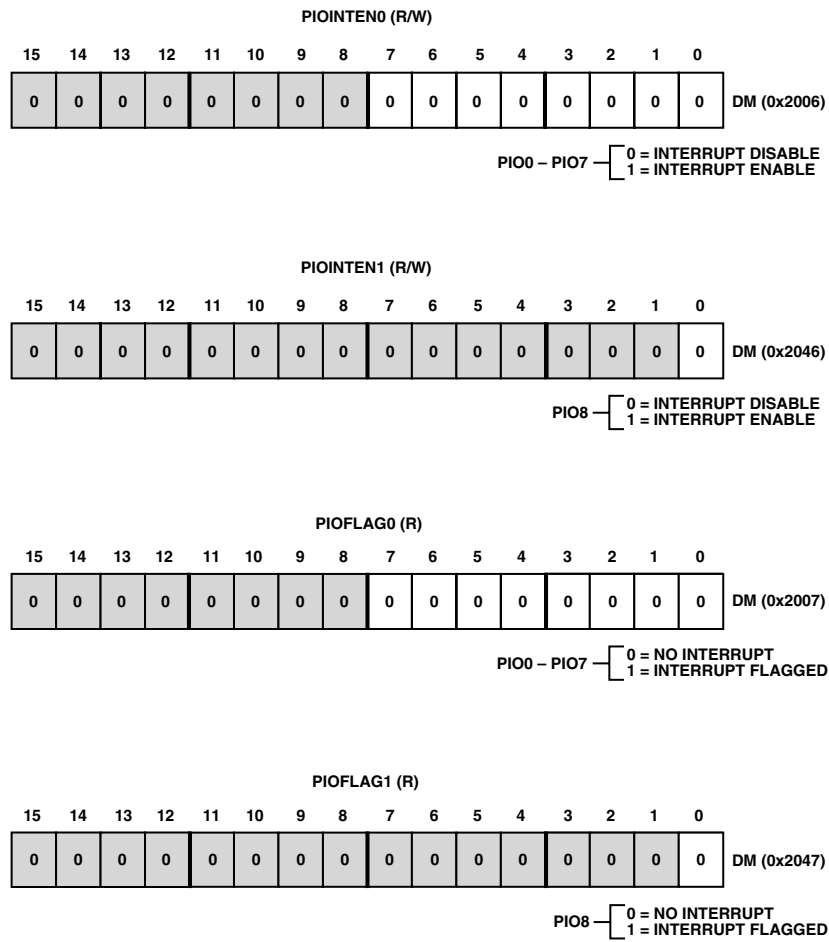 PIOINTEN0 (R/W)
15 14 13 12 11 10 9 8 7 6 5 4 3 2 1 0
0 0 0 0 0 0 0 0 0 0 0 0 0 0 0 0 DM (0x2006)
PIO0 – PIO7 0 = INTERRUPT DISABLE
1 = INTERRUPT ENABLE
PIOINTEN1 (R/W)
15 14 13 12 11 10 9 8 7 6 5 4 3 2 1 0
0 0 0 0 0 0 0 0 0 0 0 0 0 0 0 0 DM (0x2046)
PIO8 0 = INTERRUPT DISABLE
1 = INTERRUPT ENABLE
PIOFLAG0 (R)
15 14 13 12 11 10 9 8 7 6 5 4 3 2 1 0
0 0 0 0 0 0 0 0 0 0 0 0 0 0 0 0 DM (0x2007)
PIO0 – PIO7 0 = NO INTERRUPT
1 = INTERRUPT FLAGGED
PIOFLAG1 (R)
15 14 13 12 11 10 9 8 7 6 5 4 3 2 1 0
0 0 0 0 0 0 0 0 0 0 0 0 0 0 0 0 DM (0x2047)
PIO8 0 = NO INTERRUPT
1 = INTERRUPT FLAGGED